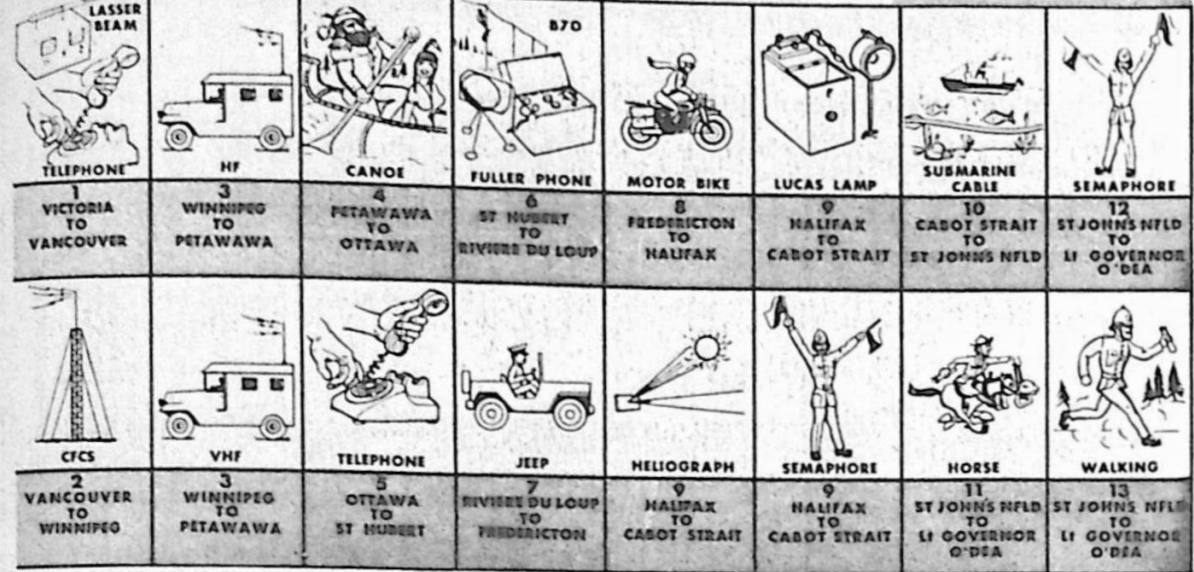 LASSER
BEAM
TELEPHONE
1
VICTORIA
TO
VANCOUVER
HF
3
WINNIPEG
TO
PETAWAWA
CANOE
4
PETAWAWA
TO
OTTAWA
B70
FULLER PHONE
6
ST HUBERT
TO
RIVIERE DU LOUP
MOTOR BIKE
8
FREDERICTON
TO
HALIFAX
LUCAS LAMP
9
HALIFAX
TO
CABOT STRAIT
SUBMARINE
CABLE
10
CABOT STRAIT
TO
ST JOHN'S NFLD
SEMAPHORE
12
ST JOHN'S NFLD
TO
Lt GOVERNOR
O'DEA
CFCS
2
VANCOUVER
TO
WINNIPEG
VHF
3
WINNIPEG
TO
PETAWAWA
TELEPHONE
5
OTTAWA
TO
ST HUBERT
JEEP
7
RIVIERE DU LOUP
TO
FREDERICTON
HELIOGRAPH
9
HALIFAX
TO
CABOT STRAIT
SEMAPHORE
9
HALIFAX
TO
CABOT STRAIT
HORSE
11
ST JOHN'S NFLD
TO
Lt GOVERNOR
O'DEA
WALKING
13
ST JOHN'S NFLD
TO
Lt GOVERNOR
O'DEA